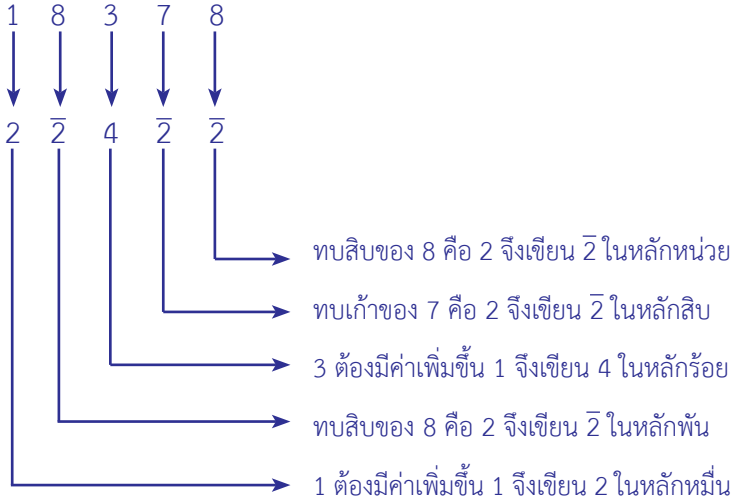 1 8 3 7 8
2 2̅ 4 2̅ 2̅
ทบสิบของ 8 คือ 2 จึงเขียน 2̅ ในหลักหน่วย
ทบเก้าของ 7 คือ 2 จึงเขียน 2̅ ในหลักสิบ
3 ต้องมีค่าเพิ่มขึ้น 1 จึงเขียน 4 ในหลักร้อย
ทบสิบของ 8 คือ 2 จึงเขียน 2̅ ในหลักพัน
1 ต้องมีค่าเพิ่มขึ้น 1 จึงเขียน 2 ในหลักหมื่น